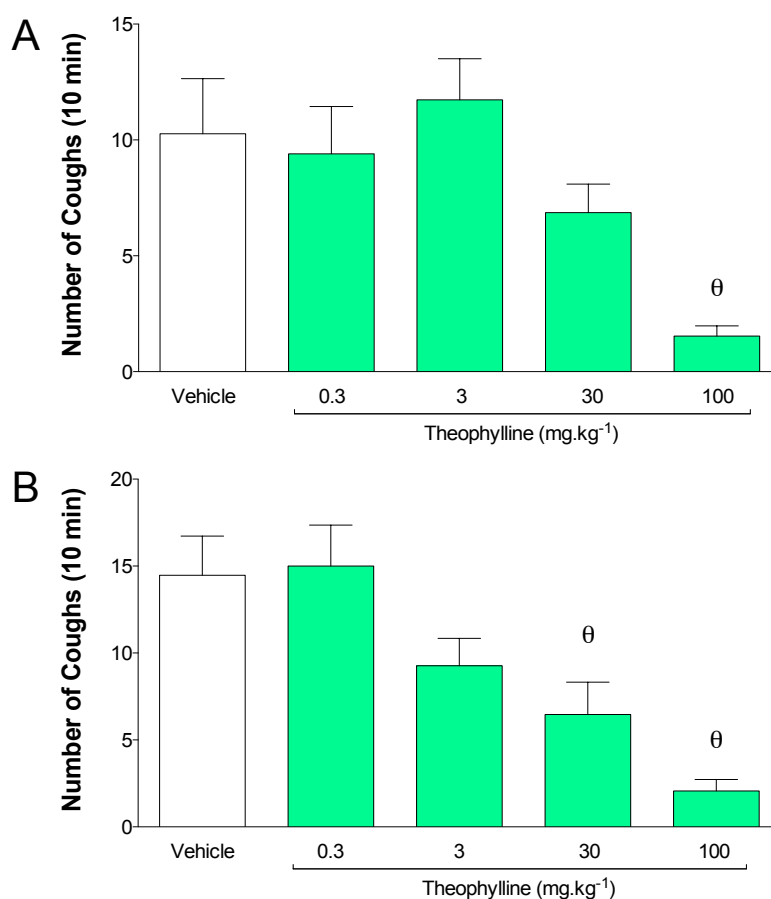 A
Number of Coughs (10 min)
15
10
5
0
θ
Vehicle 0.3 3 30 100
Theophylline (mg.kg⁻¹)
B
Number of Coughs (10 min)
20
15
10
5
0
θ
θ
Vehicle 0.3 3 30 100
Theophylline (mg.kg⁻¹)